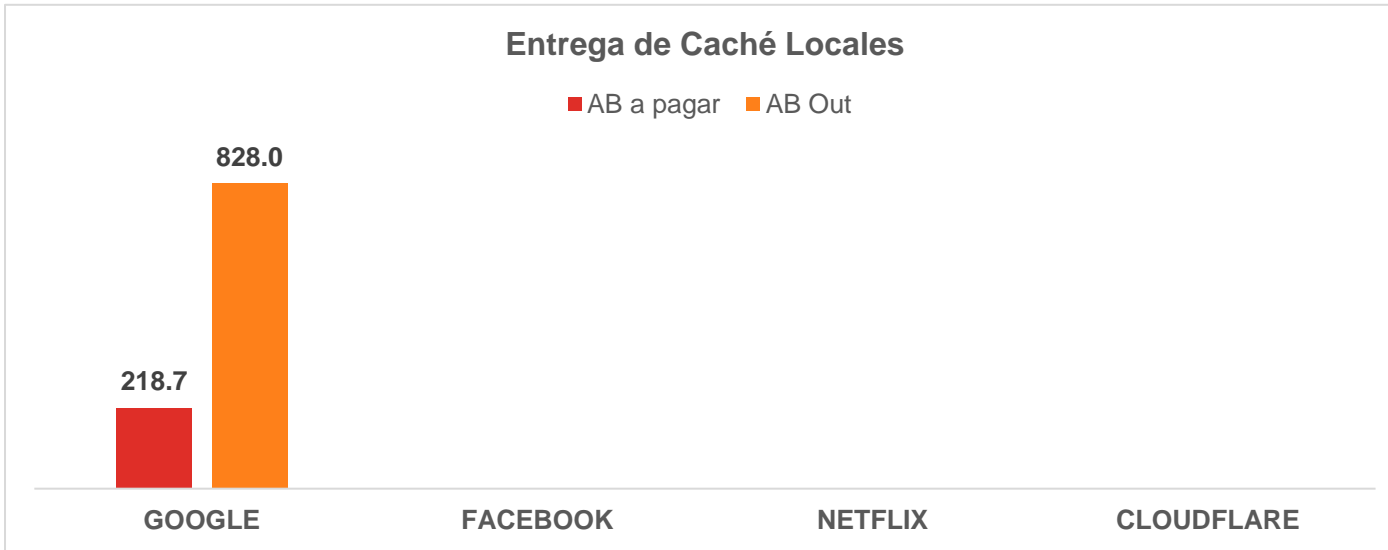 Entrega de Caché Locales
AB a pagar AB Out
828.0
218.7
GOOGLE FACEBOOK NETFLIX CLOUDFLARE